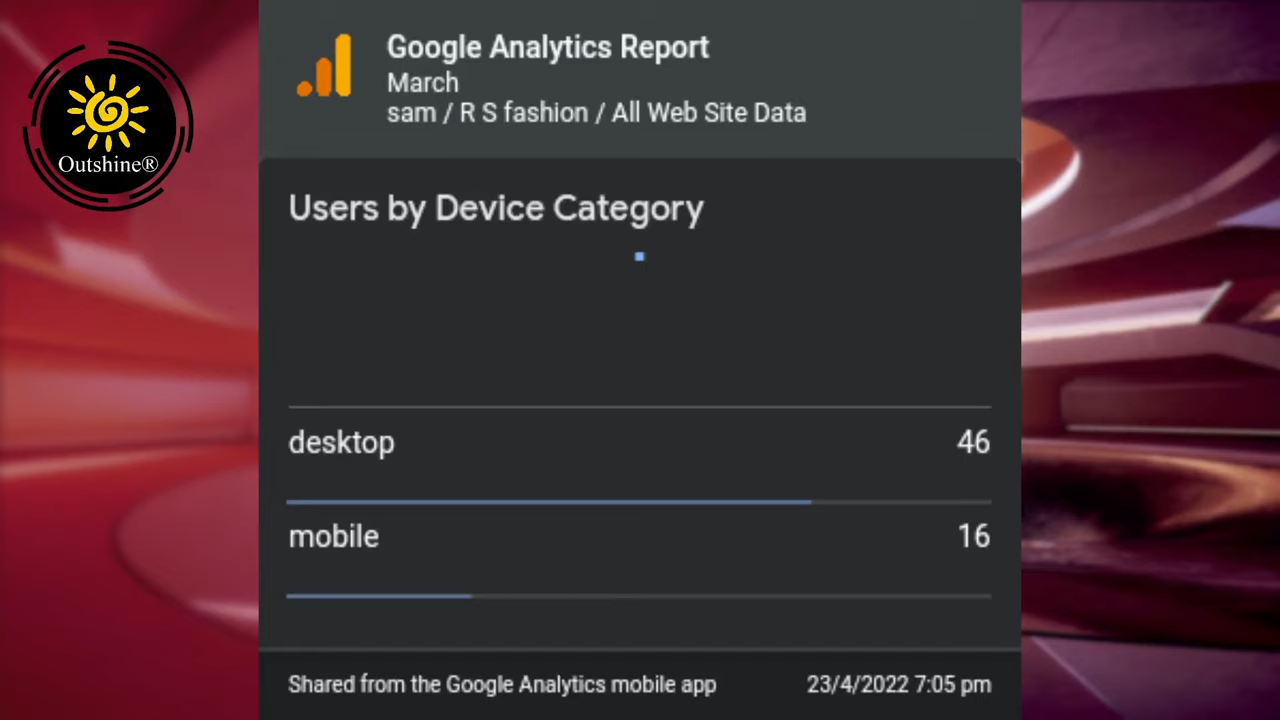 Outshine®
Google Analytics Report
March
sam / R S fashion / All Web Site Data
Users by Device Category
desktop 46
mobile 16
Shared from the Google Analytics mobile app 23/4/2022 7:05 pm